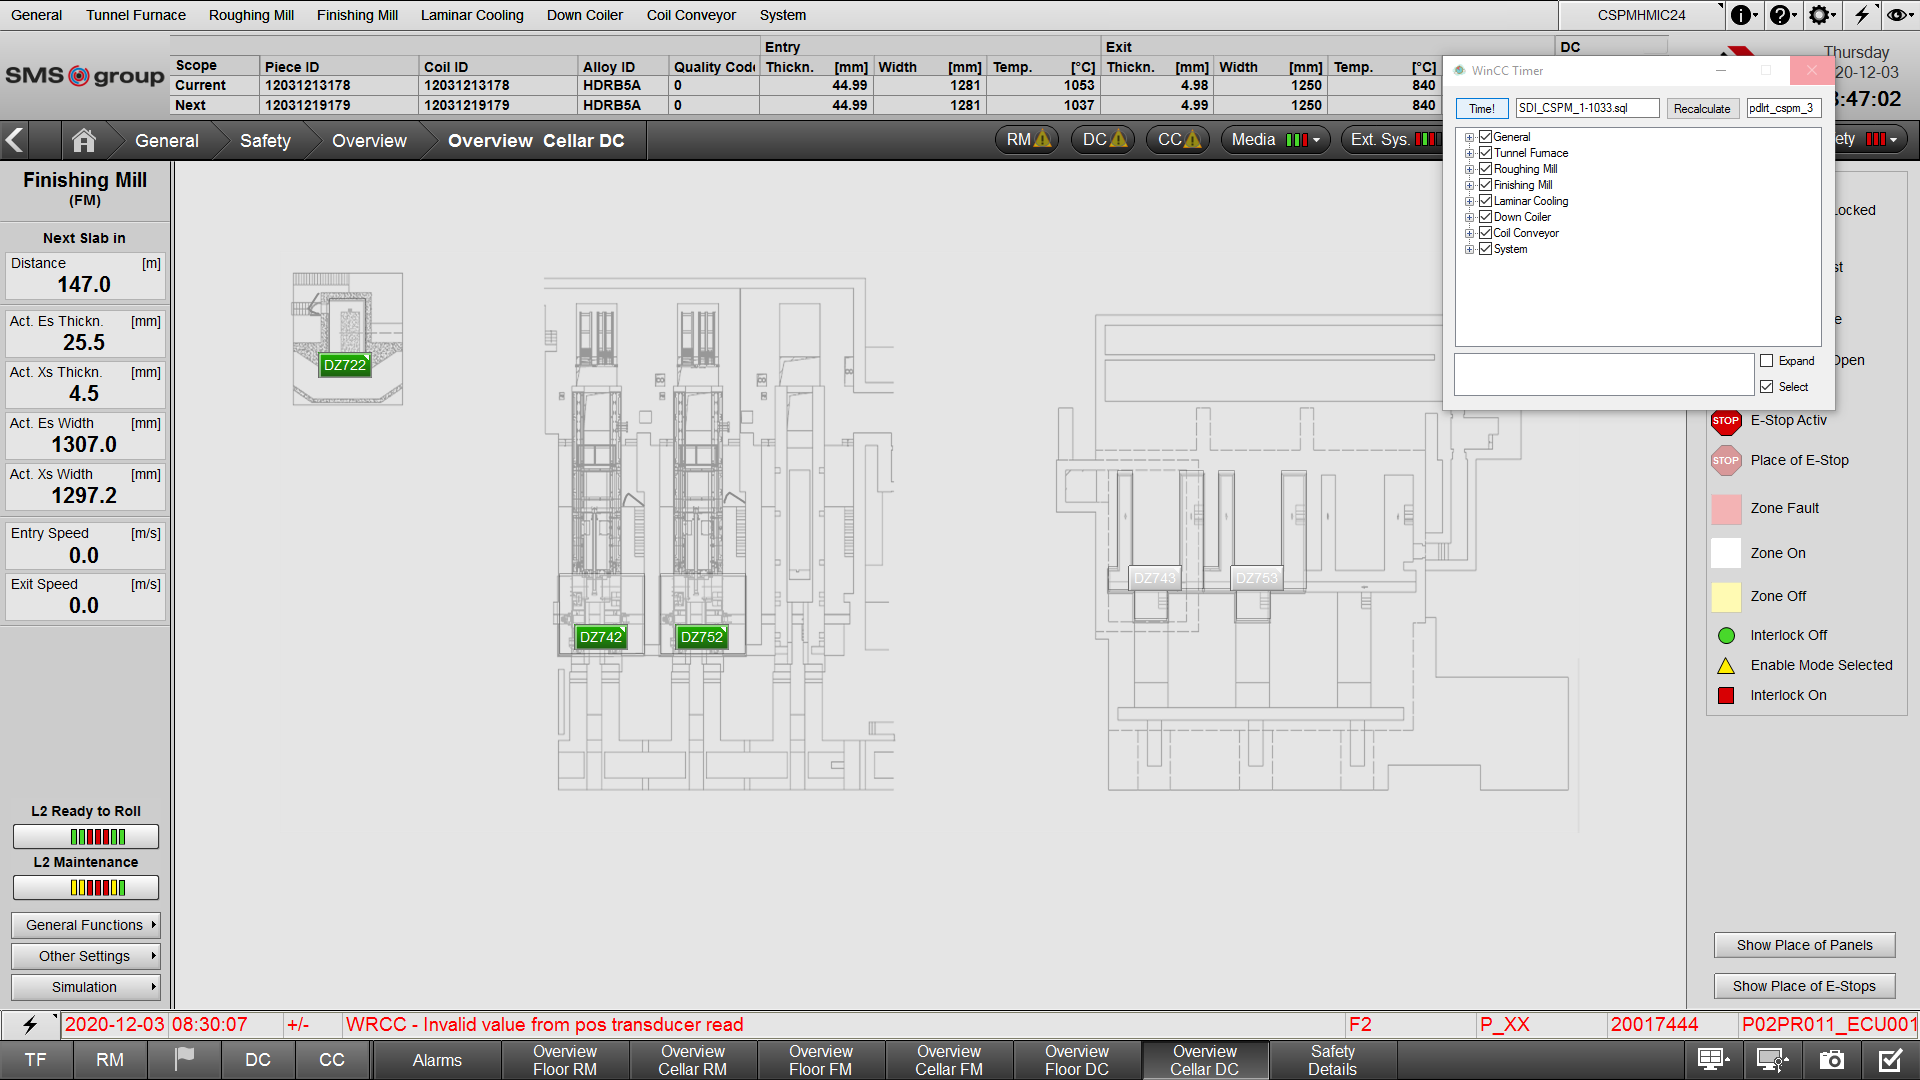 General Tunnel Furnace Roughing Mill Finishing Mill Laminar Cooling Down Coiler Coil Conveyor System CSPMHMIC24
SMS group
Entry Exit DC
Scope Piece ID Coil ID Alloy ID Quality Code Thickn. [mm] Width [mm] Temp. [°C] Thickn. [mm] Width [mm] Temp. [°C]
Current 12031213178 12031213178 HDRB5A 0 44.99 1281 1053 4.98 1250 840
Next 12031219179 12031219179 HDRB5A 0 44.99 1281 1037 4.99 1250 840
Thursday
20-12-03
:47:02
General Safety Overview Overview Cellar DC RM DC CC Media Ext. Sys. ety
WinCC Timer
Time! SDI_CSPM_1-1033.sql Recalculate pdlrt_cspm_3
General
Tunnel Furnace
Roughing Mill
Finishing Mill
Laminar Cooling
Down Coiler
Coil Conveyor
System
Expand
Select
Finishing Mill
(FM)
Next Slab in
Distance [m]
147.0
Act. Es Thickn. [mm]
25.5
Act. Xs Thickn. [mm]
4.5
Act. Es Width [mm]
1307.0
Act. Xs Width [mm]
1297.2
Entry Speed [m/s]
0.0
Exit Speed [m/s]
0.0
L2 Ready to Roll
L2 Maintenance
General Functions
Other Settings
Simulation
DZ722
DZ742
DZ752
DZ743
DZ753
Locked
st
e
Open
STOP E-Stop Activ
STOP Place of E-Stop
Zone Fault
Zone On
Zone Off
Interlock Off
Enable Mode Selected
Interlock On
Show Place of Panels
Show Place of E-Stops
2020-12-03 08:30:07 +/- WRCC - Invalid value from pos transducer read F2 P_XX 20017444 P02PR011_ECU001
TF RM DC CC Alarms
Overview Floor RM
Overview Cellar RM
Overview Floor FM
Overview Cellar FM
Overview Floor DC
Overview Cellar DC
Safety Details